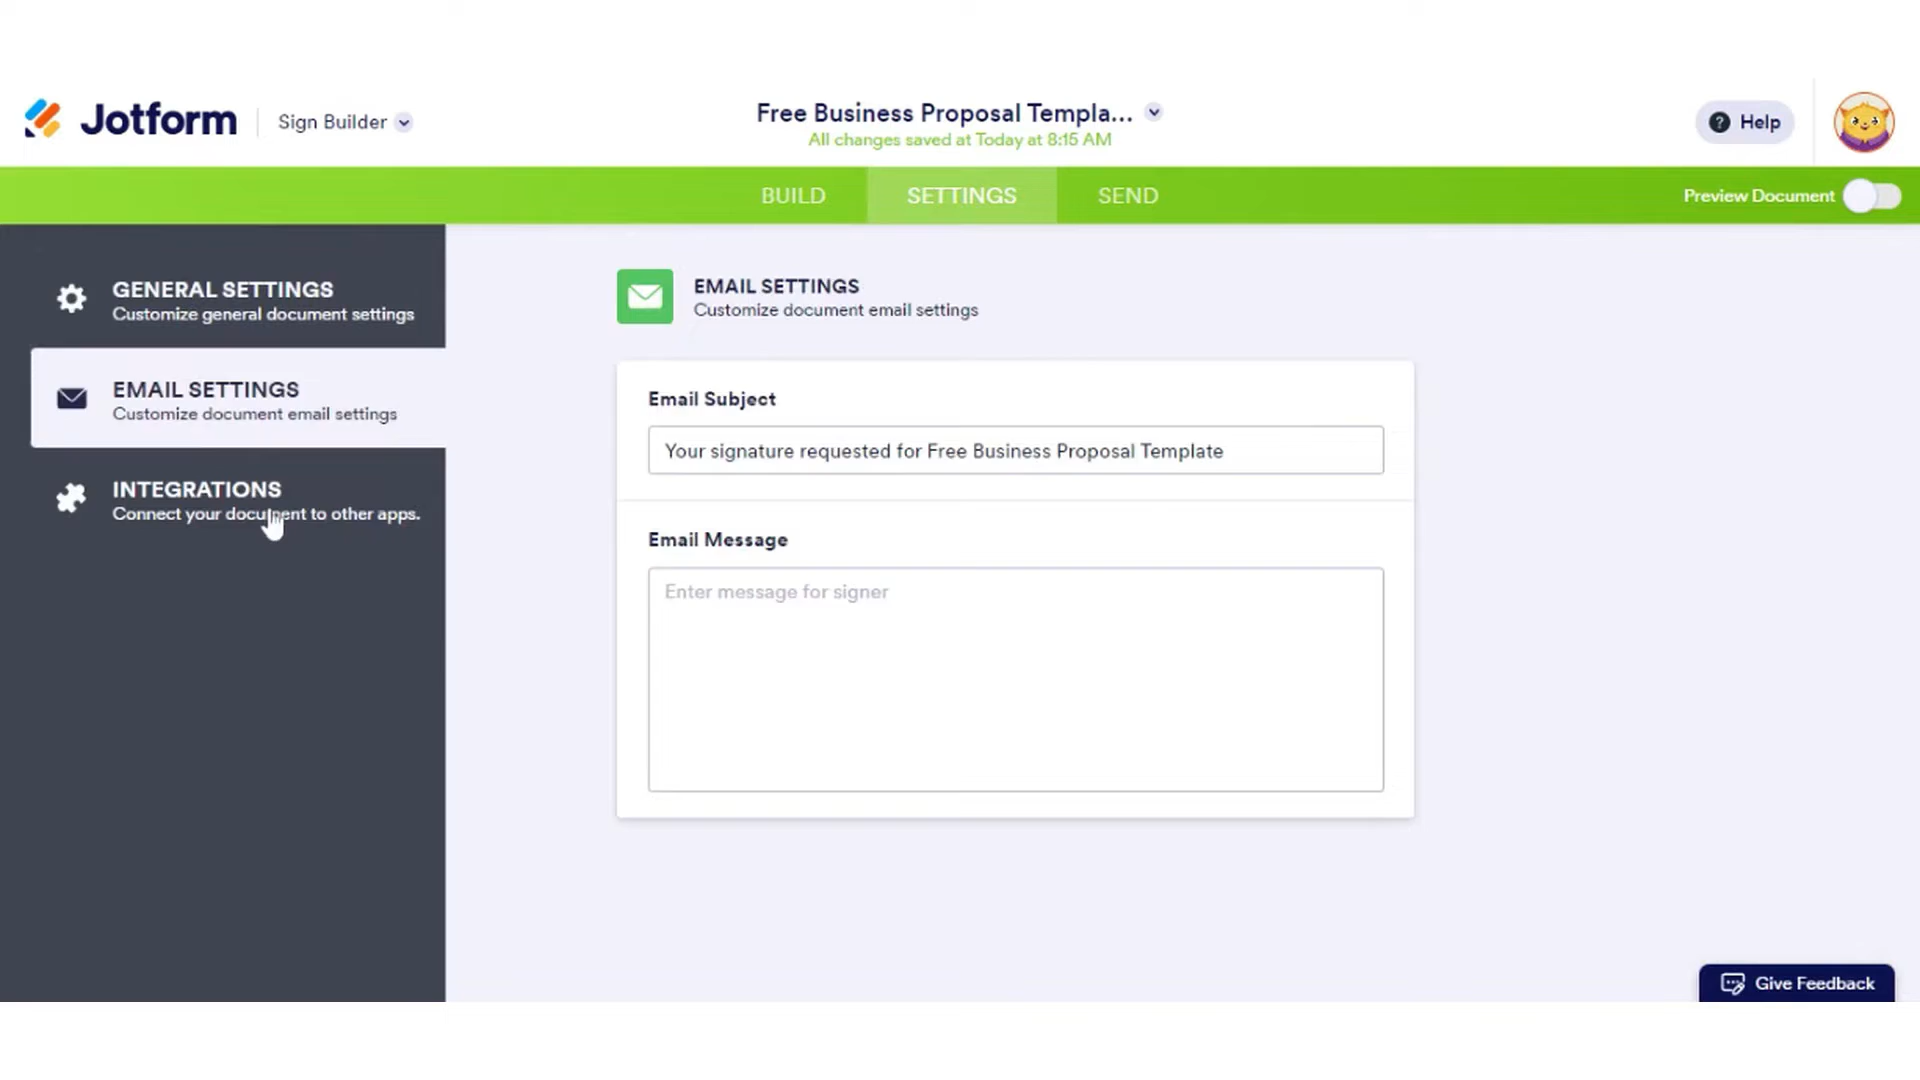 Jotform
Sign Builder
Free Business Proposal Templa...
All changes saved at Today at 8:15 AM
Help
BUILD
SETTINGS
SEND
Preview Document
GENERAL SETTINGS
Customize general document settings
EMAIL SETTINGS
Customize document email settings
INTEGRATIONS
Connect your document to other apps.
EMAIL SETTINGS
Customize document email settings
Email Subject
Your signature requested for Free Business Proposal Template
Email Message
Enter message for signer
Give Feedback